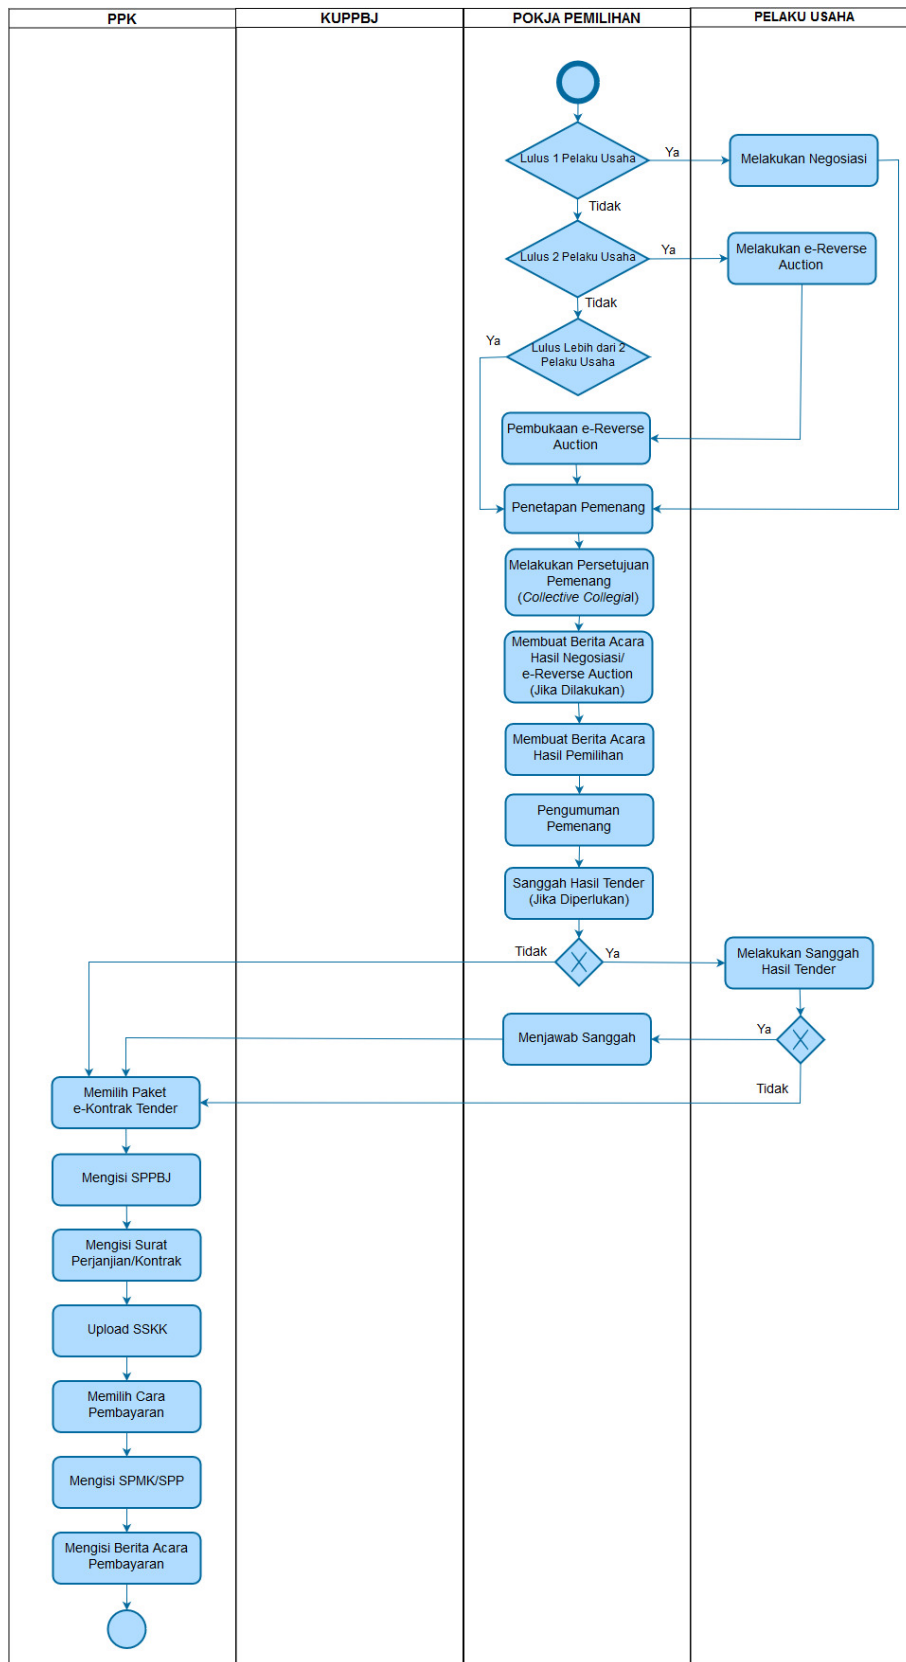 PPK
KUPPBJ
POKJA PEMILIHAN
PELAKU USAHA
Lulus 1 Pelaku Usaha
Ya
Melakukan Negosiasi
Tidak
Lulus 2 Pelaku Usaha
Ya
Melakukan e-Reverse
Auction
Tidak
Ya
Lulus Lebih dari 2
Pelaku Usaha
Pembukaan e-Reverse
Auction
Penetapan Pemenang
Melakukan Persetujuan
Pemenang
(Collective Collegial)
Membuat Berita Acara
Hasil Negosiasi/
e-Reverse Auction
(Jika Dilakukan)
Membuat Berita Acara
Hasil Pemilihan
Pengumuman
Pemenang
Sanggah Hasil Tender
(Jika Diperlukan)
Tidak
Ya
Melakukan Sanggah
Hasil Tender
Menjawab Sanggah
Ya
Tidak
Memilih Paket
e-Kontrak Tender
Mengisi SPPBJ
Mengisi Surat
Perjanjian/Kontrak
Upload SSKK
Memilih Cara
Pembayaran
Mengisi SPMK/SPP
Mengisi Berita Acara
Pembayaran